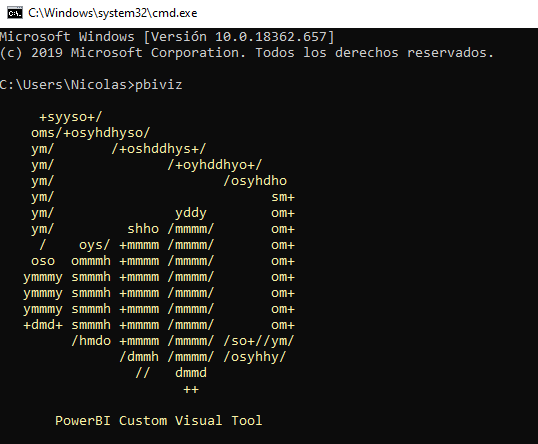 C:\Windows\system32\cmd.exe
Microsoft Windows [Versión 10.0.18362.657]
(c) 2019 Microsoft Corporation. Todos los derechos reservados.
C:\Users\Nicolas>pbiviz
     +syyso+/
    oms/+osyhdhyso/
    ym/       /+oshddhys+/
    ym/              /+oyhddhyo+/
    ym/                     /osyhdho
    ym/                           sm+
    ym/               yddy        om+
    ym/         shho /mmmm/       om+
     /    oys/ +mmmm /mmmm/       om+
    oso  ommmh +mmmm /mmmm/       om+
   ymmmy smmmh +mmmm /mmmm/       om+
   ymmmy smmmh +mmmm /mmmm/       om+
   ymmmy smmmh +mmmm /mmmm/       om+
   +dmd+ smmmh +mmmm /mmmm/       om+
         /hmdo +mmmm /mmmm/ /so+//ym/
               /dmmh /mmmm/ /osyhhy/
                 //   dmmd
                       ++
       PowerBI Custom Visual Tool